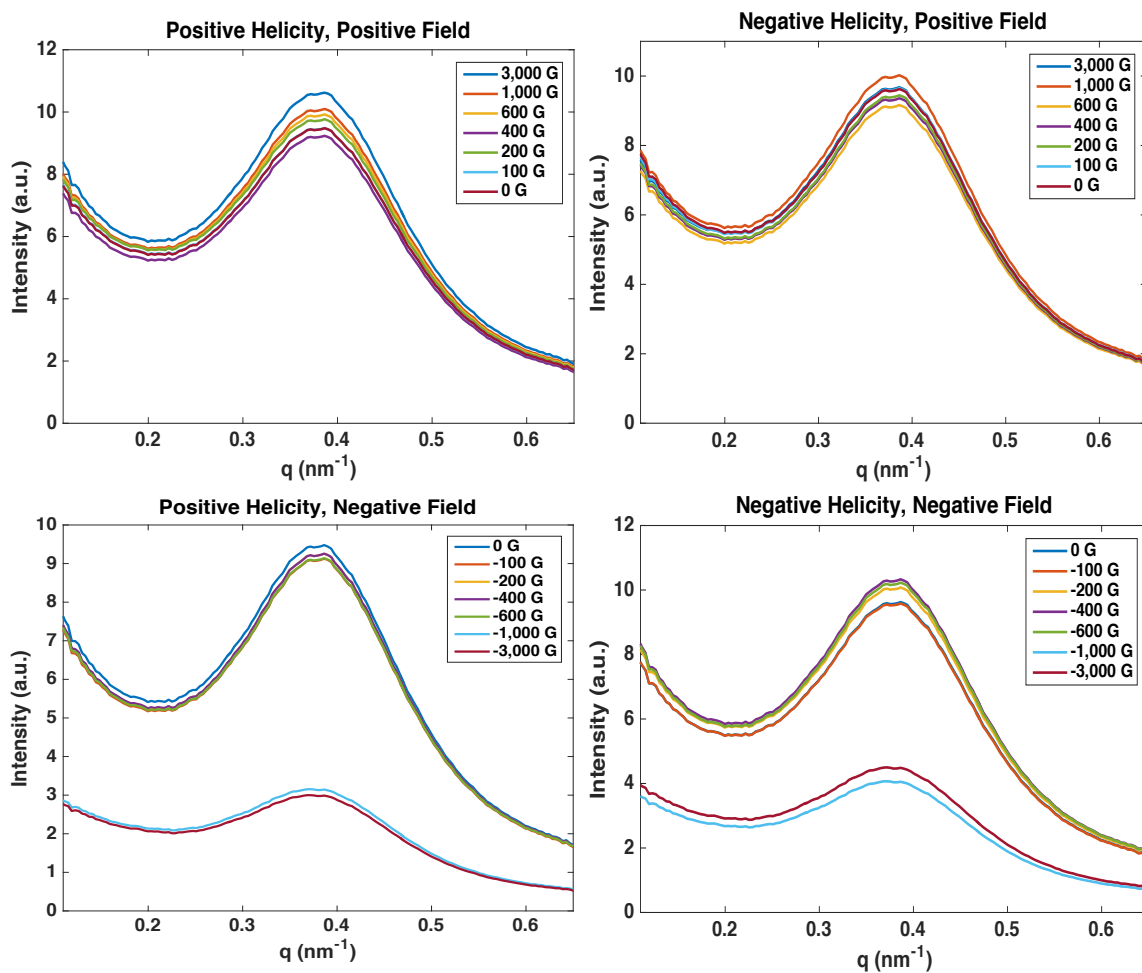 Positive Helicity, Positive Field
12
10
8
6
4
2
0
0.2
0.3
0.4
0.5
0.6
Intensity (a.u.)
q (nm⁻¹)
3,000 G
1,000 G
600 G
400 G
200 G
100 G
0 G
Negative Helicity, Positive Field
10
8
6
4
2
0
0.2
0.3
0.4
0.5
0.6
Intensity (a.u.)
q (nm⁻¹)
3,000 G
1,000 G
600 G
400 G
200 G
100 G
0 G
Positive Helicity, Negative Field
10
9
8
7
6
5
4
3
2
1
0
0.2
0.3
0.4
0.5
0.6
Intensity (a.u.)
q (nm⁻¹)
0 G
-100 G
-200 G
-400 G
-600 G
-1,000 G
-3,000 G
Negative Helicity, Negative Field
12
10
8
6
4
2
0
0.2
0.3
0.4
0.5
0.6
Intensity (a.u.)
q (nm⁻¹)
0 G
-100 G
-200 G
-400 G
-600 G
-1,000 G
-3,000 G